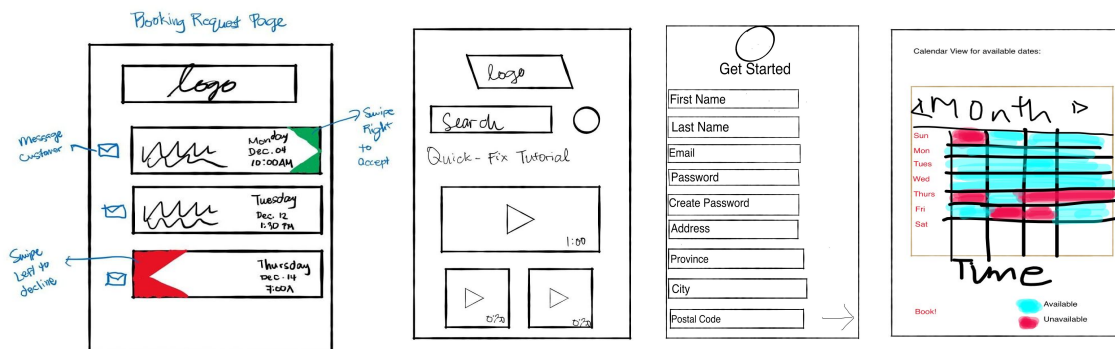 Booking Request Page
logo
Message
Customer
Monday
Dec. 04
10:00AM
Swipe
Right
to
Accept
Tuesday
Dec. 12
1:30 PM
Swipe
Left to
decline
Thursday
Dec. 14
7:00A
logo
Search
Quick-Fix Tutorial
1:00
0:30
0:30
Get Started
First Name
Last Name
Email
Password
Create Password
Address
Province
City
Postal Code
Calendar View for available dates:
Month
Sun
Mon
Tues
Wed
Thurs
Fri
Sat
Time
Book!
Available
Unavailable